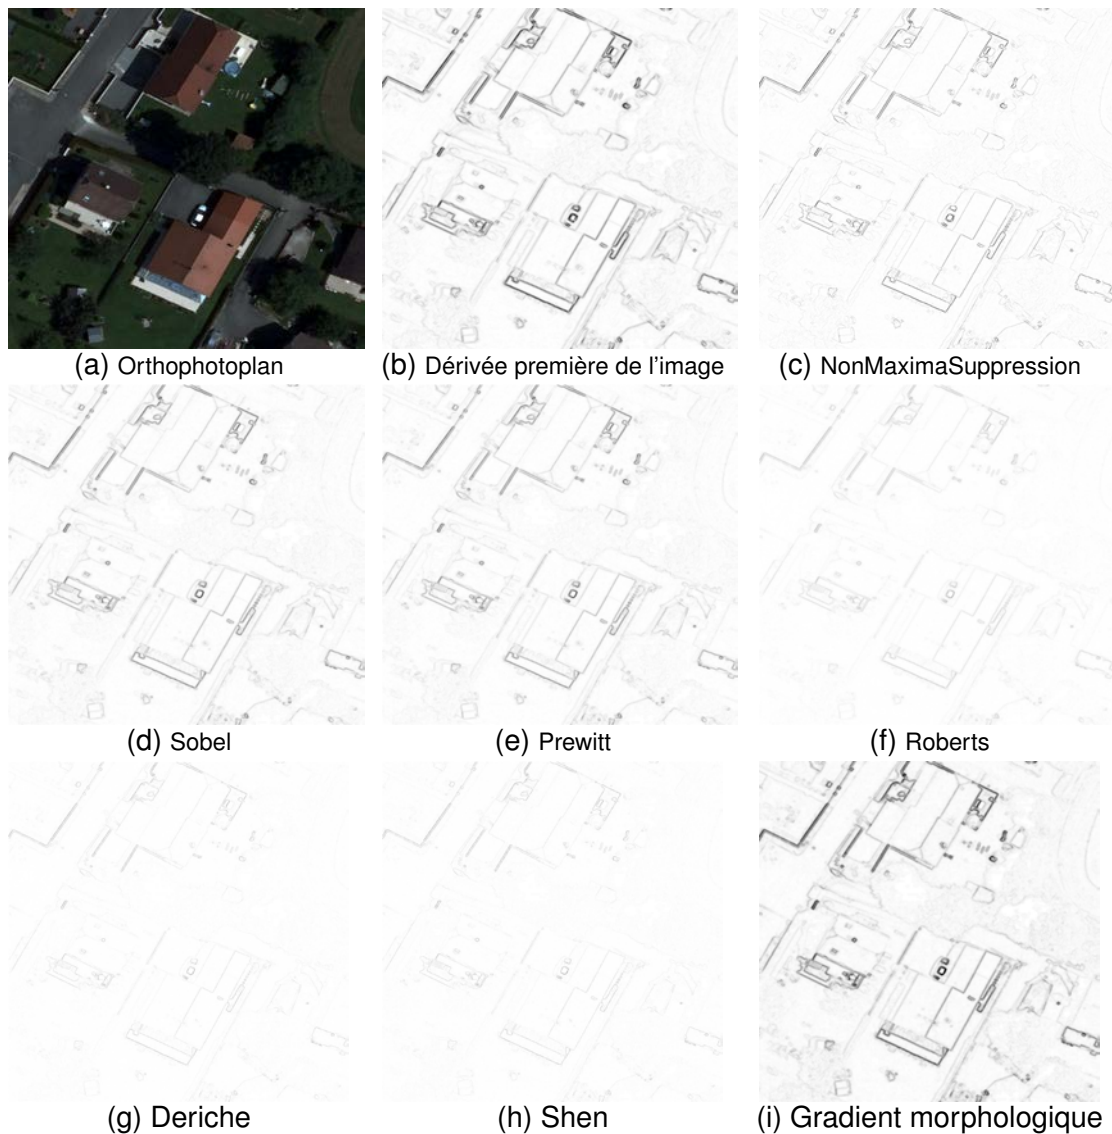 (a) Orthophotoplan
(b) Dérivée première de l'image
(c) NonMaximaSuppression
(d) Sobel
(e) Prewitt
(f) Roberts
(g) Deriche
(h) Shen
(i) Gradient morphologique